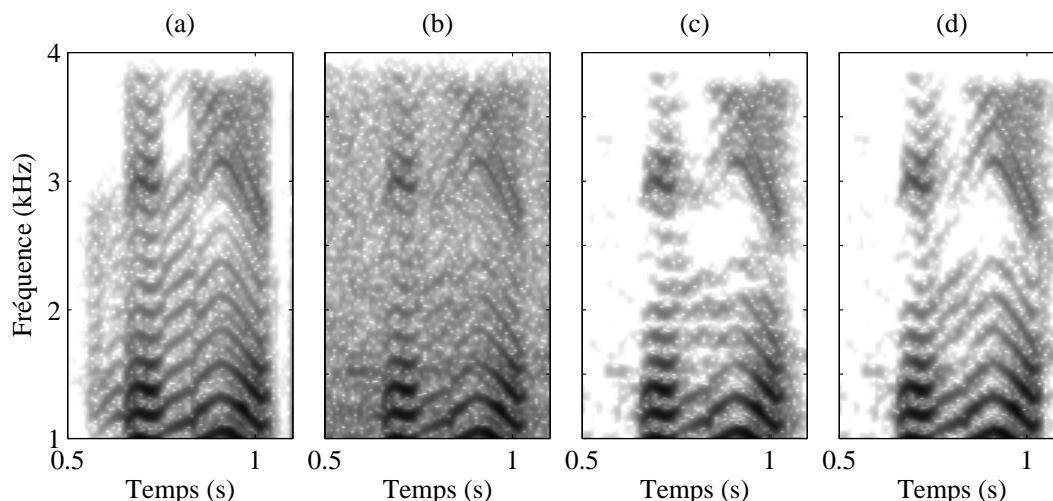 (a) (b) (c) (d)
4
3
2
1
Fréquence (kHz)
0.5 1 0.5 1 0.5 1 0.5 1
Temps (s) Temps (s) Temps (s) Temps (s)